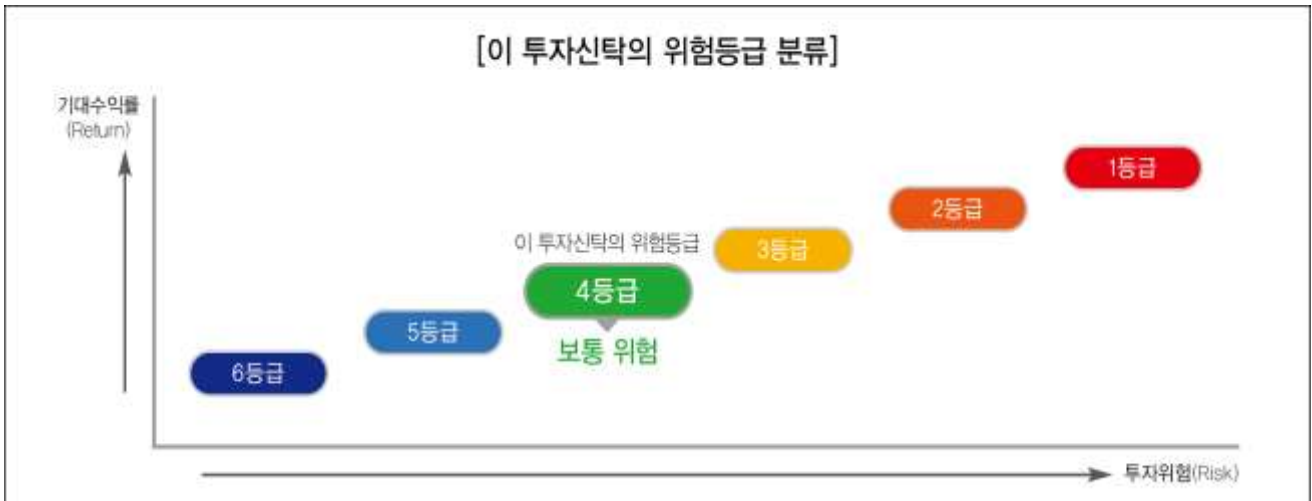 [이 투자신탁의 위험등급 분류]
기대수익률
(Return)
1등급
2등급
이 투자신탁의 위험등급
3등급
4등급
5등급
보통 위험
6등급
투자위험(Risk)